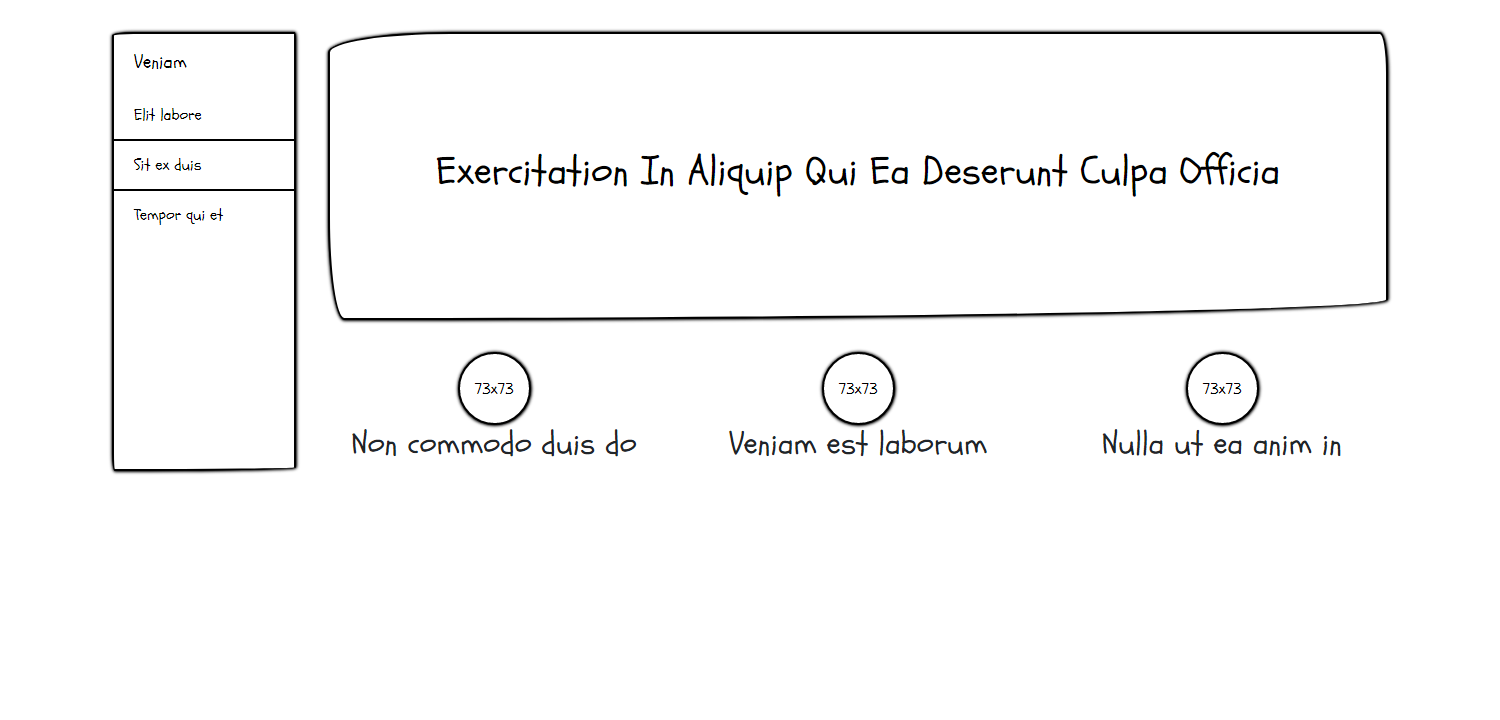 Veniam
Elit labore
Sit ex duis
Tempor qui et
Exercitation In Aliquip Qui Ea Deserunt Culpa Officia
73x73
73x73
73x73
Non commodo duis do
Veniam est laborum
Nulla ut ea anim in